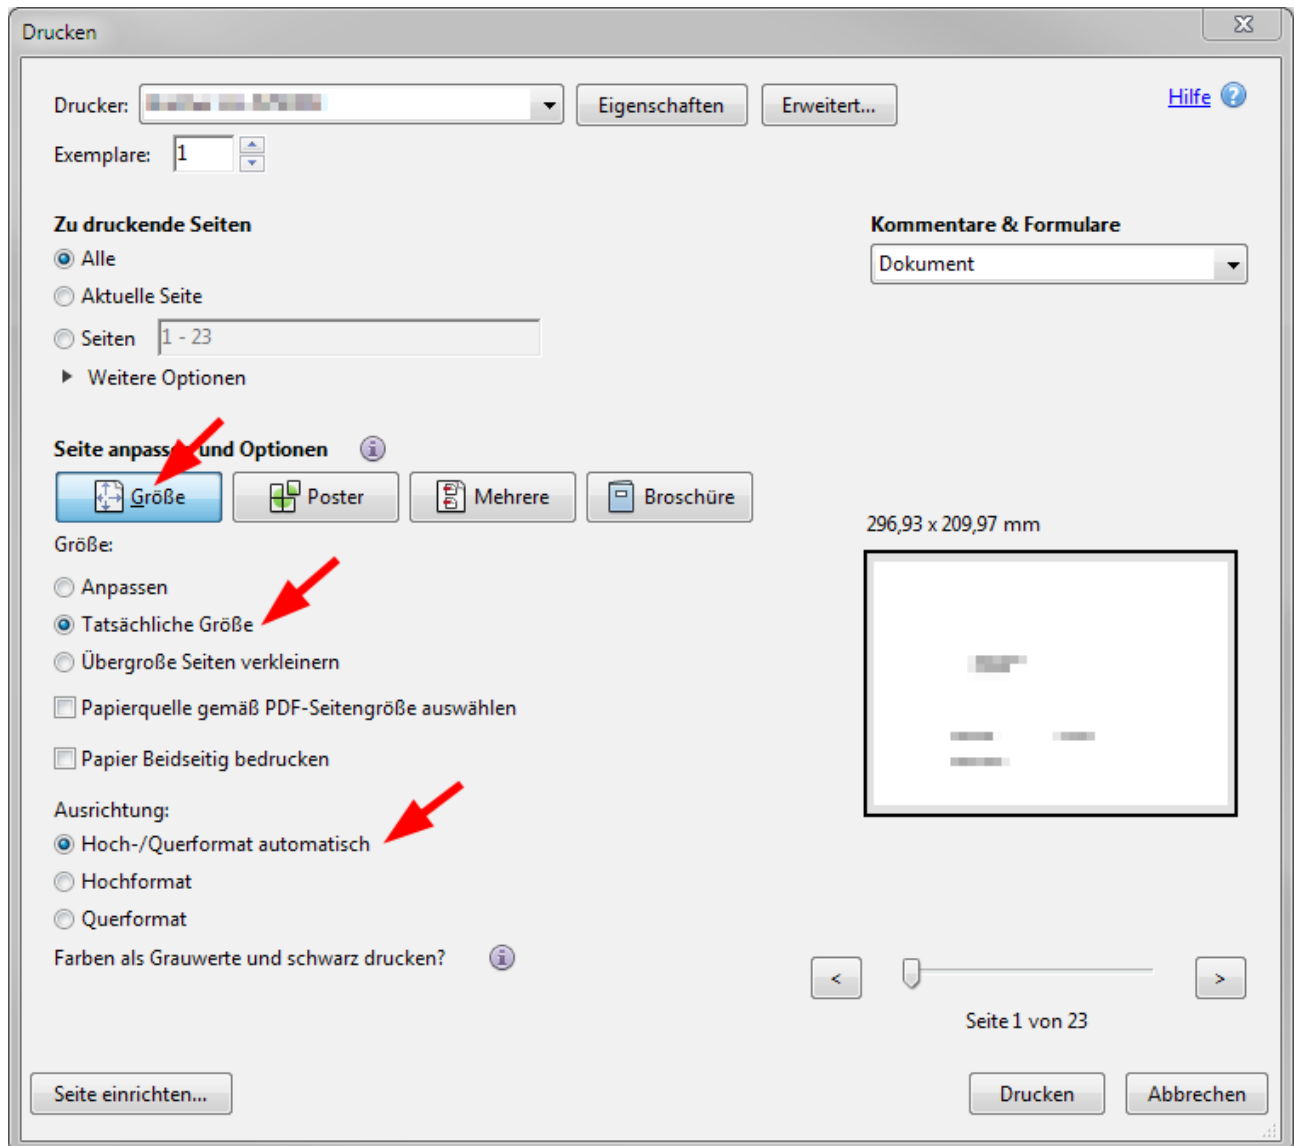 Drucken
Drucker:
Eigenschaften
Erweitert...
Hilfe
Exemplare: 1
Zu druckende Seiten
Kommentare & Formulare
Alle
Dokument
Aktuelle Seite
Seiten 1 - 23
Weitere Optionen
Seite anpassen und Optionen
Größe
Poster
Mehrere
Broschüre
296,93 x 209,97 mm
Größe:
Anpassen
Tatsächliche Größe
Übergroße Seiten verkleinern
Papierquelle gemäß PDF-Seitengröße auswählen
Papier Beidseitig bedrucken
Ausrichtung:
Hoch-/Querformat automatisch
Hochformat
Querformat
Farben als Grauwerte und schwarz drucken?
<
>
Seite 1 von 23
Seite einrichten...
Drucken
Abbrechen